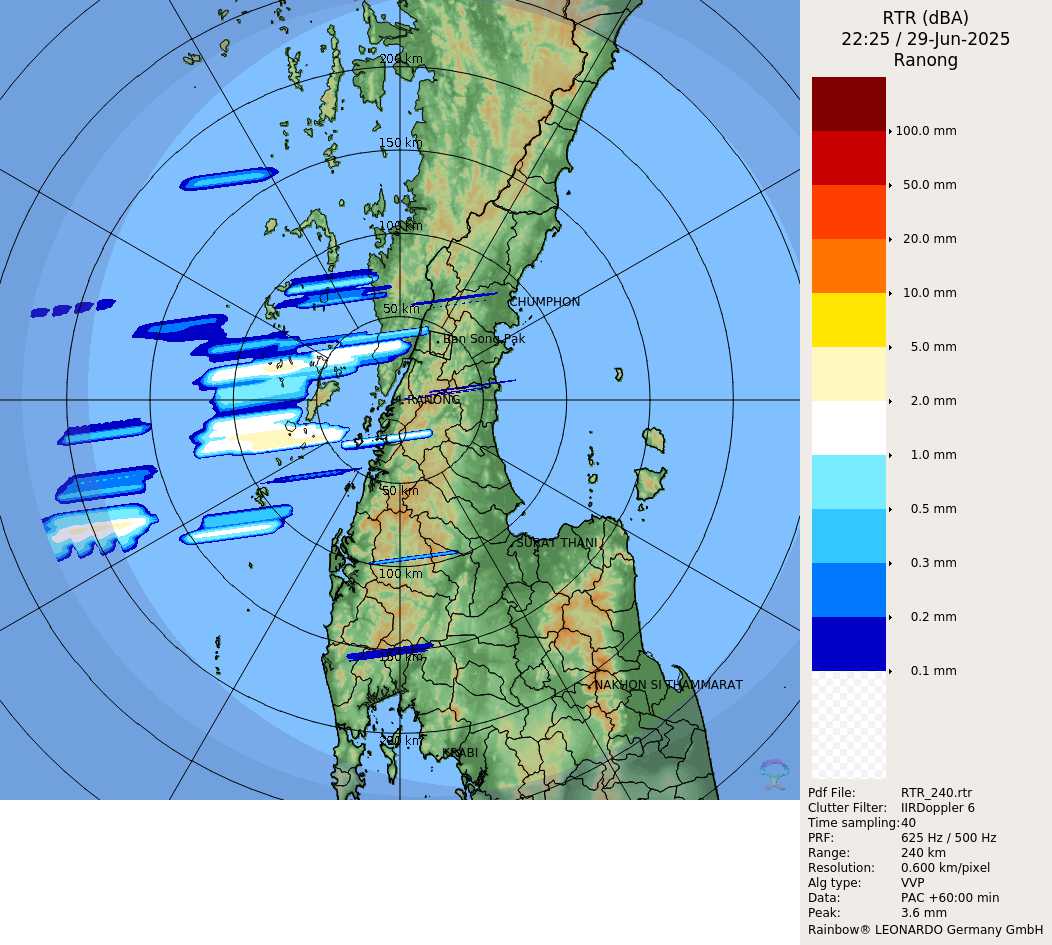 RTR (dBA)
22:25 / 29-Jun-2025
Ranong
100.0 mm
50.0 mm
20.0 mm
10.0 mm
5.0 mm
2.0 mm
1.0 mm
0.5 mm
0.3 mm
0.2 mm
0.1 mm
200 km
150 km
100 km
50 km
CHUMPHON
Ban Song Pak
RANONG
50 km
SURAT THANI
100 km
150 km
NAKHON SI THAMMARAT
200 km
KRABI
Pdf File: RTR_240.rtr
Clutter Filter: IIRDoppler 6
Time sampling:40
PRF: 625 Hz / 500 Hz
Range: 240 km
Resolution: 0.600 km/pixel
Alg type: VVP
Data: PAC +60:00 min
Peak: 3.6 mm
Rainbow® LEONARDO Germany GmbH